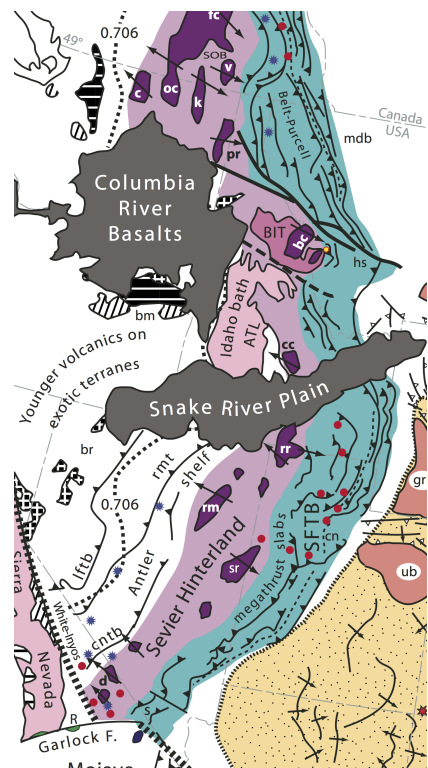 fc
0.706
49°
SOB
v
c
oc
k
Belt-Purcell
Canada
USA
mdb
pr
Columbia
River
Basalts
BIT
bc
hs
bm
Idaho bath
ATL
cc
Younger volcanics on
exotic terranes
Snake River Plain
br
rmt
shelf
rr
0.706
rm
SFTB
cn
gr
megathrust slabs
Sevier Hinterland
sr
ub
lftb
Antler
Sierra
Nevada
White-Inyos
cntb
d
s
R
Garlock F.
Mojave